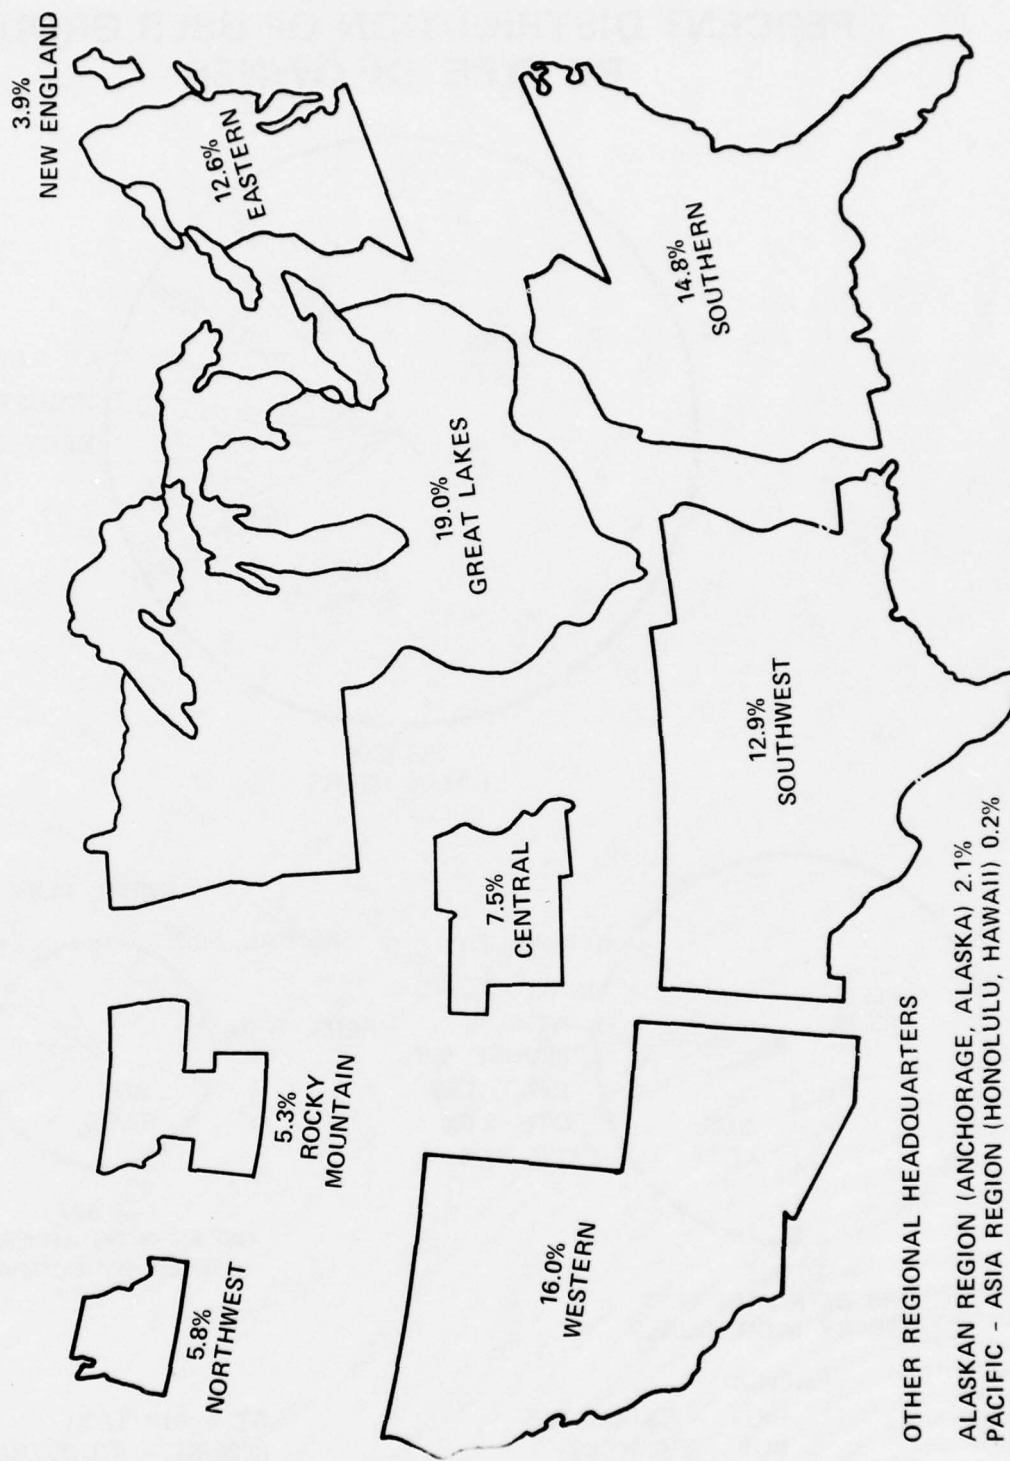 3.9%
NEW ENGLAND
12.6%
EASTERN
19.0%
GREAT LAKES
14.8%
SOUTHERN
5.3%
ROCKY
MOUNTAIN
7.5%
CENTRAL
12.9%
SOUTHWEST
5.8%
NORTHWEST
16.0%
WESTERN
OTHER REGIONAL HEADQUARTERS
ALASKAN REGION (ANCHORAGE, ALASKA) 2.1%
PACIFIC - ASIA REGION (HONOLULU, HAWAII) 0.2%